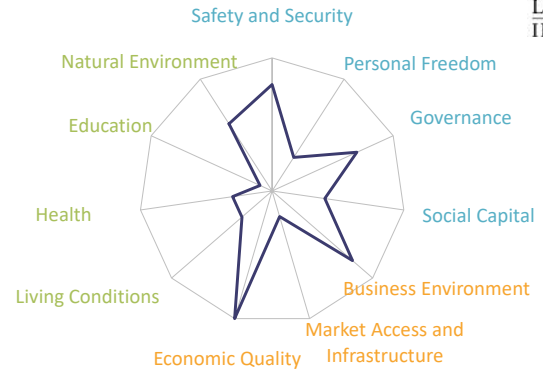 Safety and Security
Natural Environment
Personal Freedom
Education
Governance
Health
Social Capital
Living Conditions
Business Environment
Market Access and
Infrastructure
Economic Quality